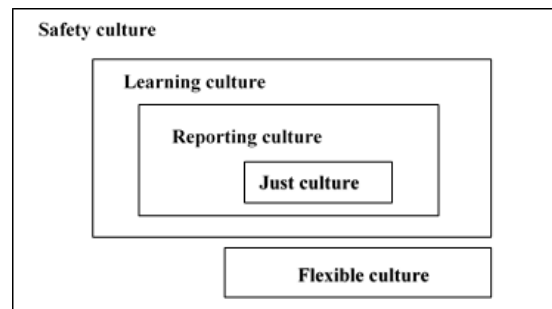 Safety culture
Learning culture
Reporting culture
Just culture
Flexible culture